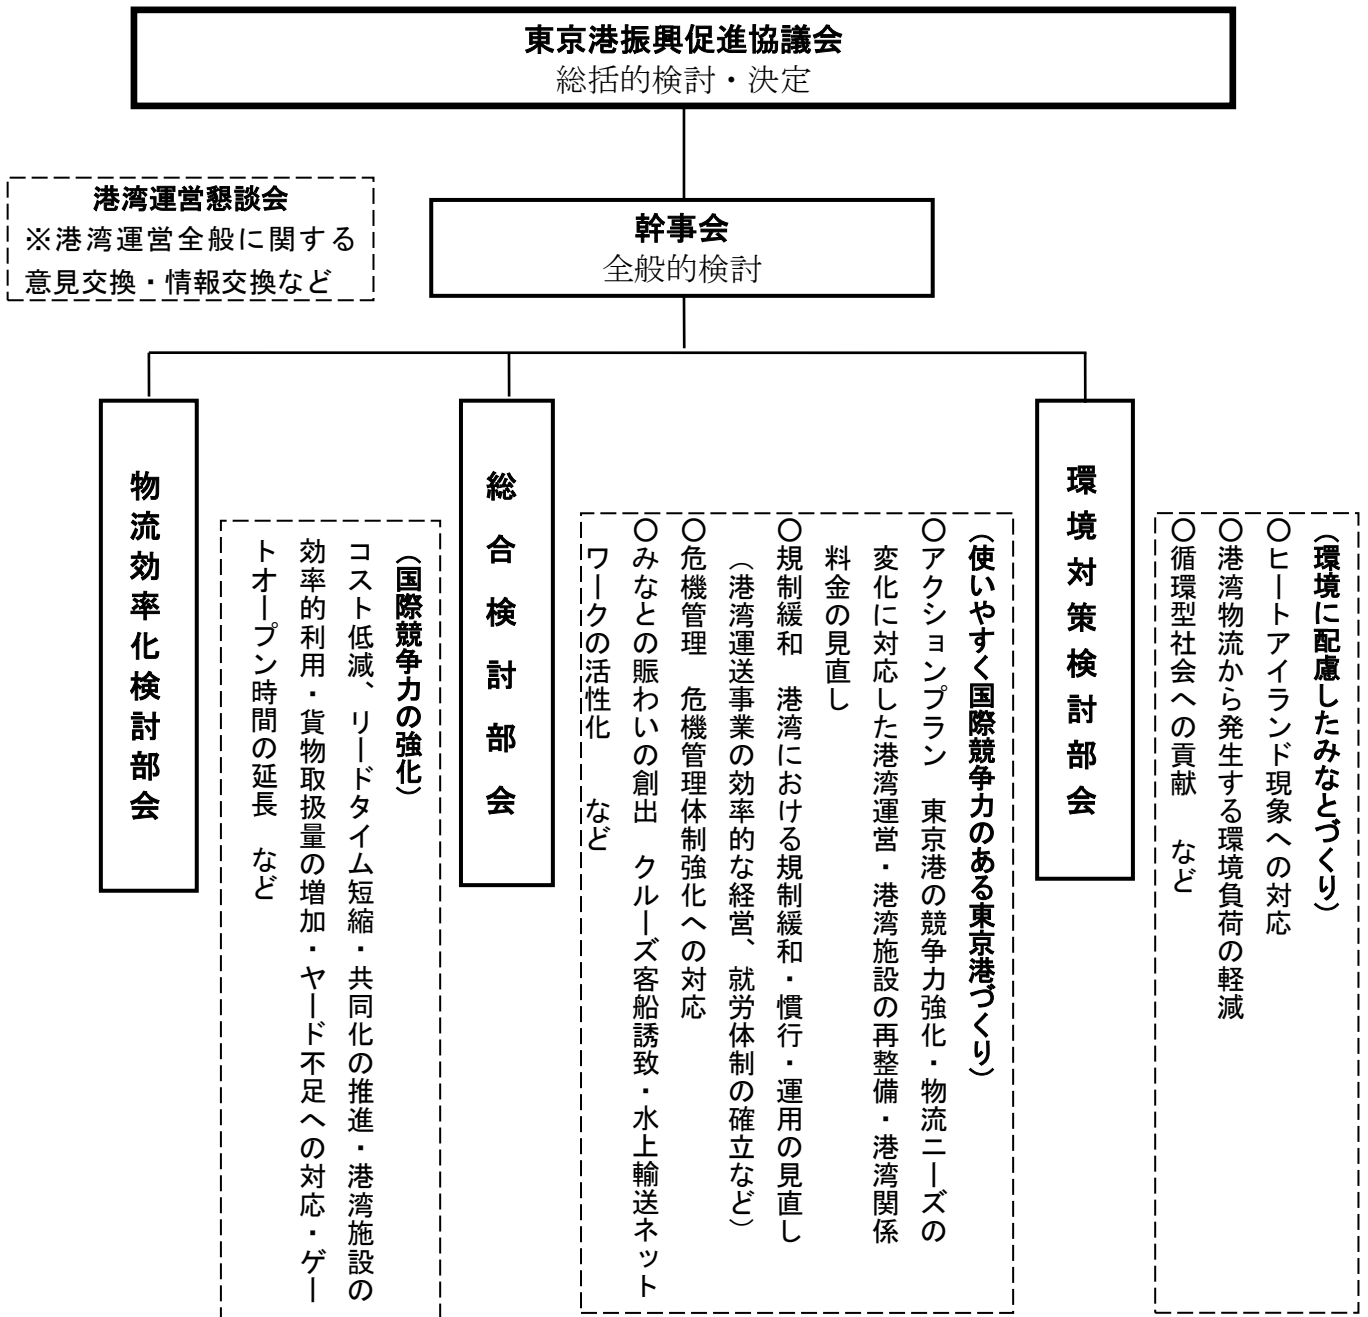 東京港振興促進協議会
総括的検討・決定
港湾運営懇談会
※港湾運営全般に関する
意見交換・情報交換など
幹事会
全般的検討
物流効率化検討部会
（国際競争力の強化）
コスト低減、リードタイム短縮・共同化の推進・港湾施設の
効率的利用・貨物取扱量の増加・ヤード不足への対応・ゲー
トオープン時間の延長　など
総合検討部会
（使いやすく国際競争力のある東京港づくり）
○アクションプラン　東京港の競争力強化・物流ニーズの
変化に対応した港湾運営・港湾施設の再整備・港湾関係
料金の見直し
○規制緩和　港湾における規制緩和・慣行・運用の見直し
（港湾運送事業の効率的な経営、就労体制の確立など）
○危機管理　危機管理体制強化への対応
○みなとの賑わいの創出　クルーズ客船誘致・水上輸送ネット
ワークの活性化　など
環境対策検討部会
（環境に配慮したみなとづくり）
○ヒートアイランド現象への対応
○港湾物流から発生する環境負荷の軽減
○循環型社会への貢献　など